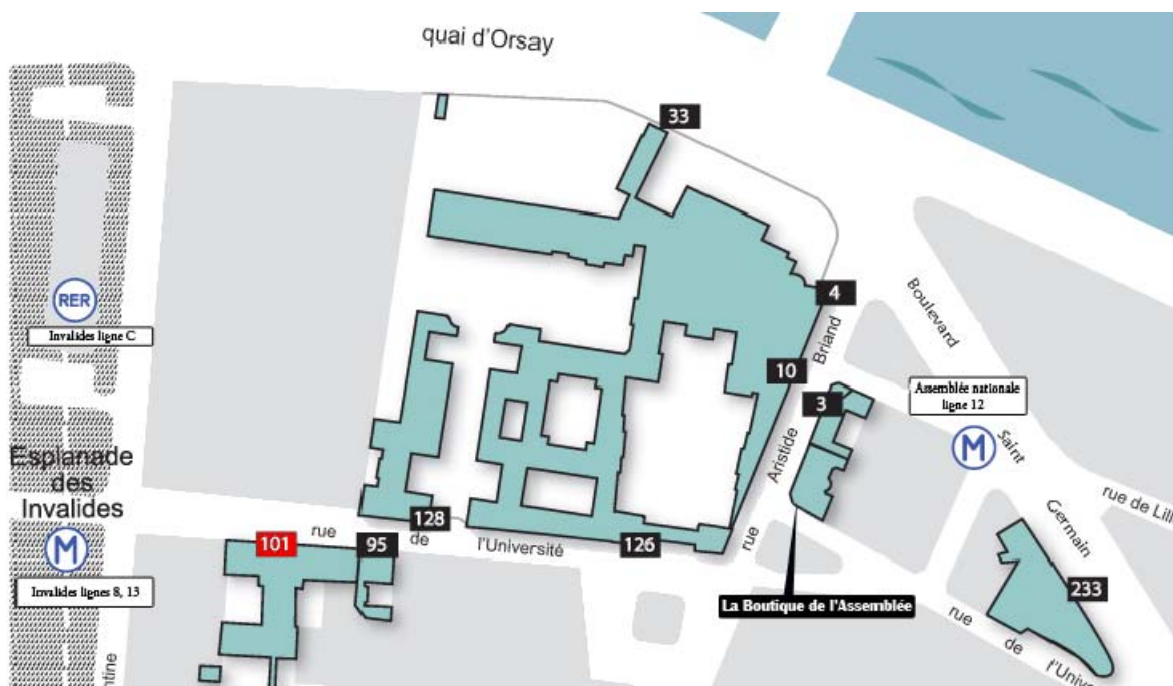 quai d'Orsay
33
RER
Invalides ligne C
4
Boulevard
Briand
10
3
Assemblée nationale
ligne 12
M
Saint
Aristide
Esplanade
des
Invalides
M
Invalides lignes 8, 13
rue de Lill
Germain
128
101
rue
95
de
l'Université
126
rue
La Boutique de l'Assemblée
233
rue
de
l'Unive
ntine